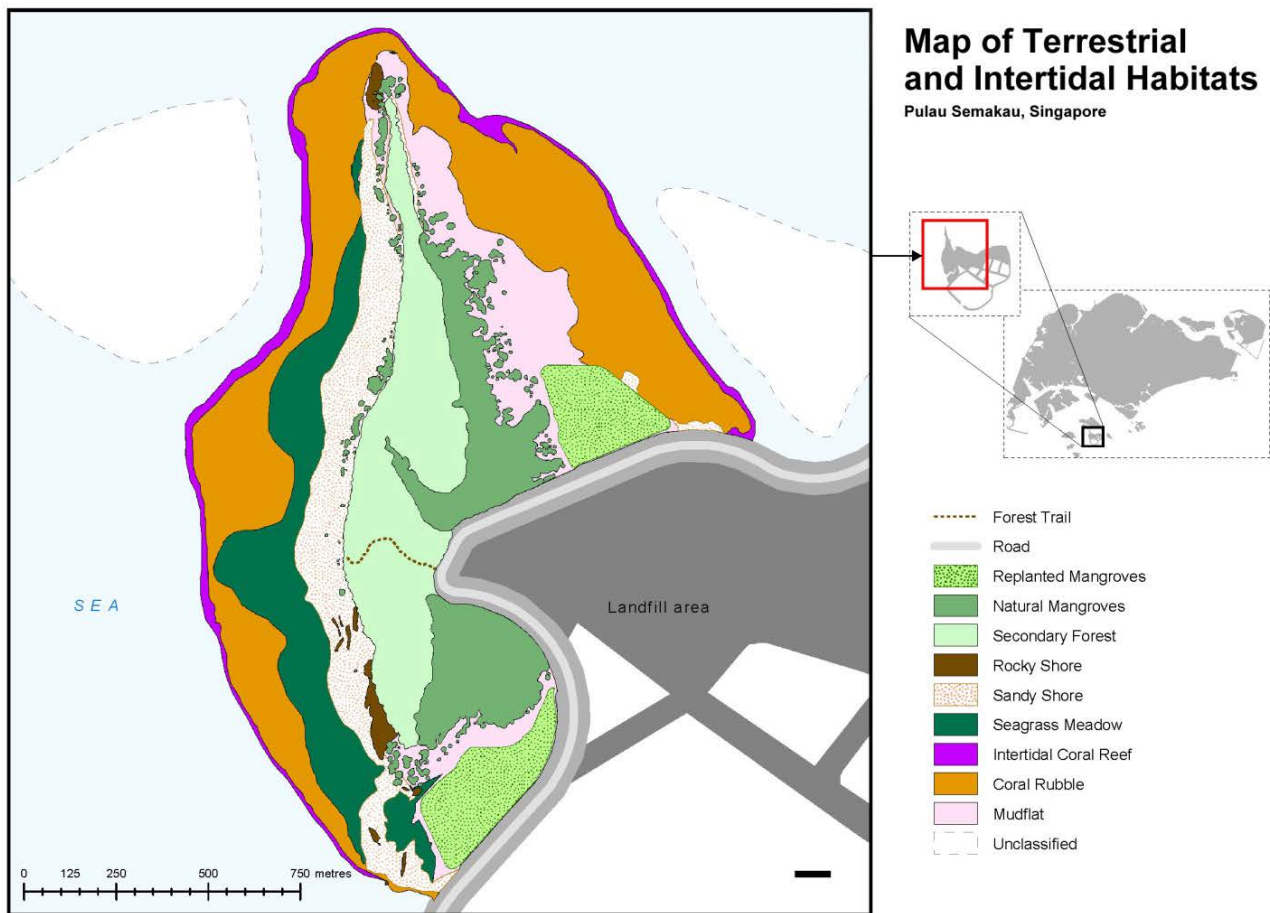 Map of Terrestrial
and Intertidal Habitats
Pulau Semakau, Singapore
Forest Trail
Road
Replanted Mangroves
Natural Mangroves
Secondary Forest
Rocky Shore
Sandy Shore
Seagrass Meadow
Intertidal Coral Reef
Coral Rubble
Mudflat
Unclassified
SEA
Landfill area
0 125 250 500 750 metres